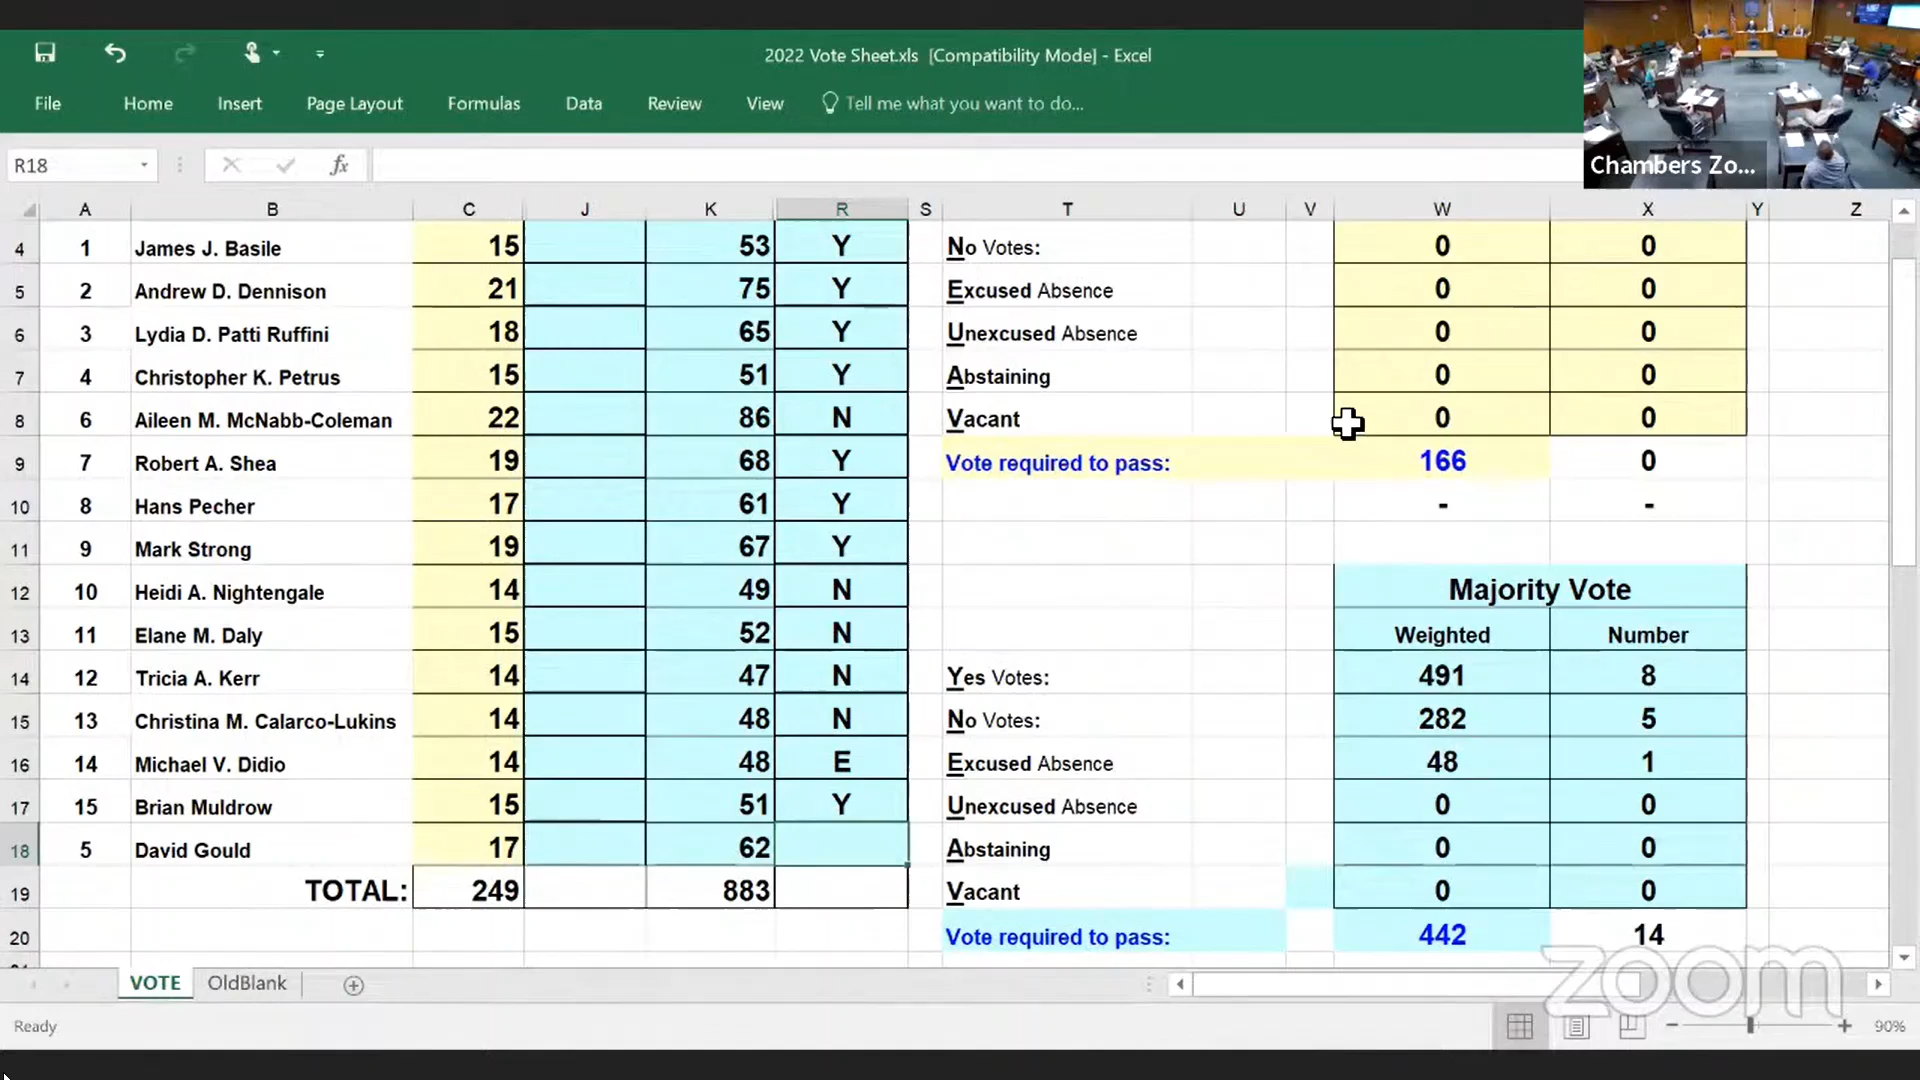 2022 Vote Sheet.xls [Compatibility Mode] - Excel
File Home Insert Page Layout Formulas Data Review View Tell me what you want to do...
Chambers Zo...
R18 fx
A B C J K R S T U V W X Y Z
4 1 James J. Basile 15 53 Y No Votes: 0 0
5 2 Andrew D. Dennison 21 75 Y Excused Absence 0 0
6 3 Lydia D. Patti Ruffini 18 65 Y Unexcused Absence 0 0
7 4 Christopher K. Petrus 15 51 Y Abstaining 0 0
8 6 Aileen M. McNabb-Coleman 22 86 N Vacant 0 0
9 7 Robert A. Shea 19 68 Y Vote required to pass: 166 0
10 8 Hans Pecher 17 61 Y - -
11 9 Mark Strong 19 67 Y
12 10 Heidi A. Nightengale 14 49 N Majority Vote
13 11 Elane M. Daly 15 52 N Weighted Number
14 12 Tricia A. Kerr 14 47 N Yes Votes: 491 8
15 13 Christina M. Calarco-Lukins 14 48 N No Votes: 282 5
16 14 Michael V. Didio 14 48 E Excused Absence 48 1
17 15 Brian Muldrow 15 51 Y Unexcused Absence 0 0
18 5 David Gould 17 62 Abstaining 0 0
19 TOTAL: 249 883 Vacant 0 0
20 Vote required to pass: 442 14
VOTE OldBlank
zoom
Ready 90%